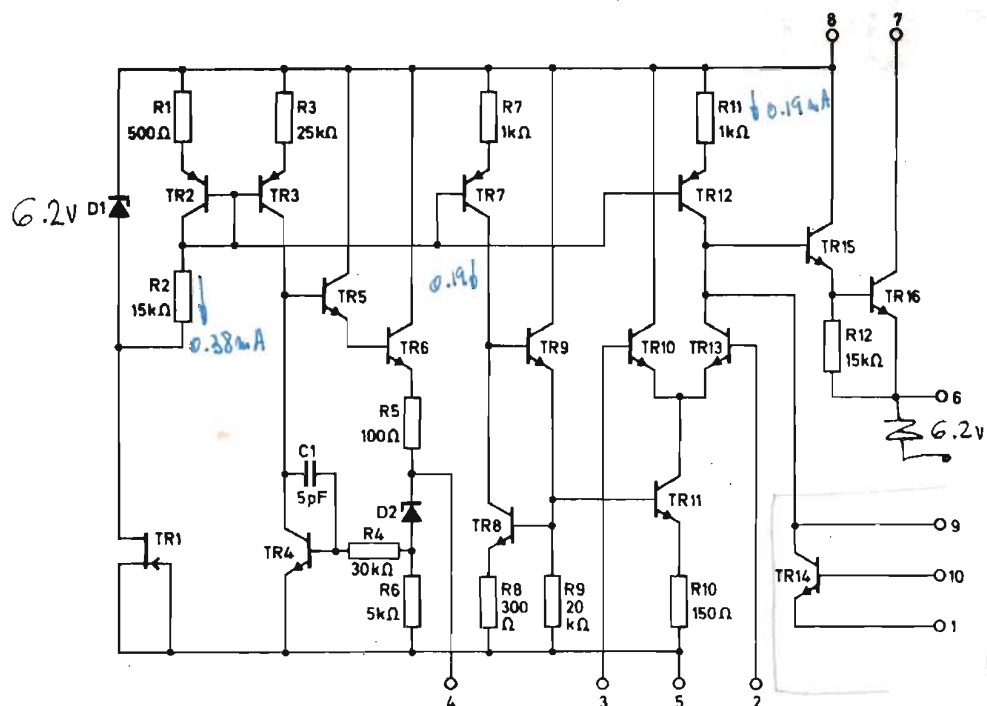 8 7
R1
500Ω
R3
25kΩ
R7
1kΩ
R11
1kΩ
0.19mA
TR2
TR3
TR7
TR12
6.2v D1
TR15
R2
15kΩ
0.38mA
TR5
0.19
TR16
TR6
TR9
TR10
TR13
R12
15kΩ
R5
100Ω
6
6.2v
C1
5pF
D2
TR11
TR1
TR4
R4
30kΩ
TR8
9
R6
5kΩ
R8
300
Ω
R9
20
kΩ
R10
150Ω
TR14
10
1
4 3 5 2